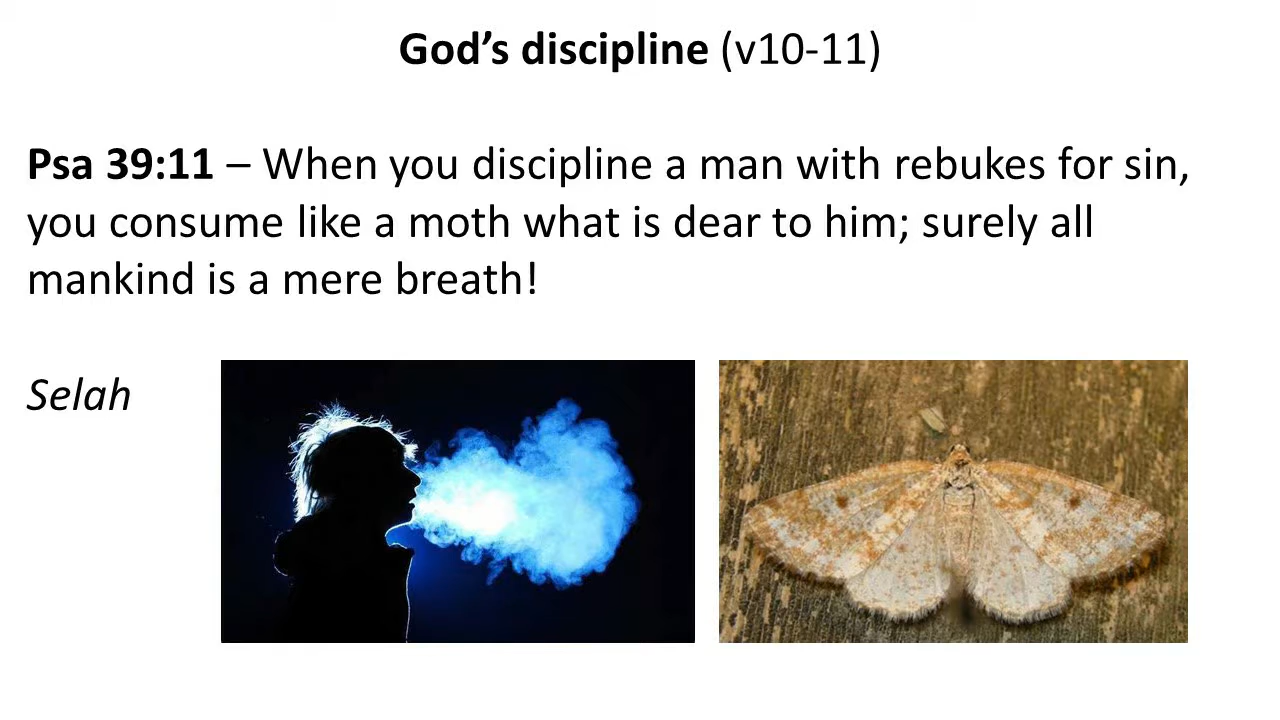 God’s discipline (v10-11)
Psa 39:11 – When you discipline a man with rebukes for sin,
you consume like a moth what is dear to him; surely all
mankind is a mere breath!
Selah